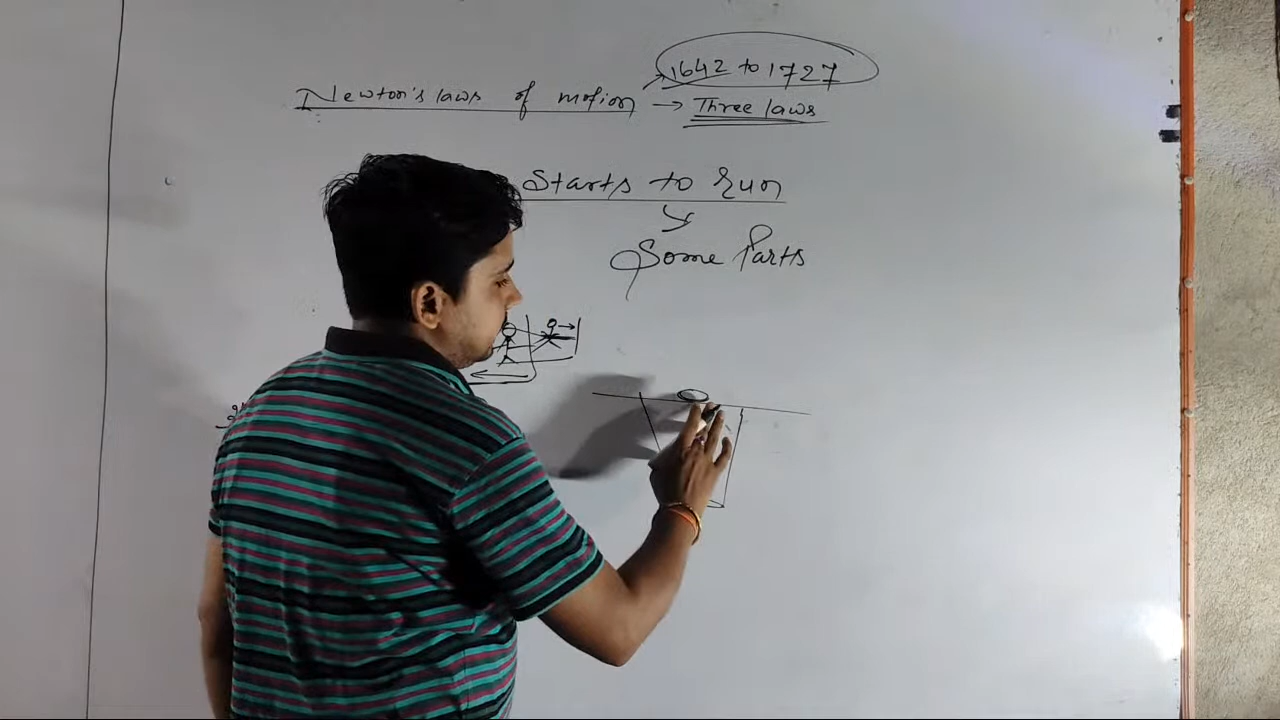 1642 to 1727
Newton's laws of motion → Three laws
Starts to run
Some Parts